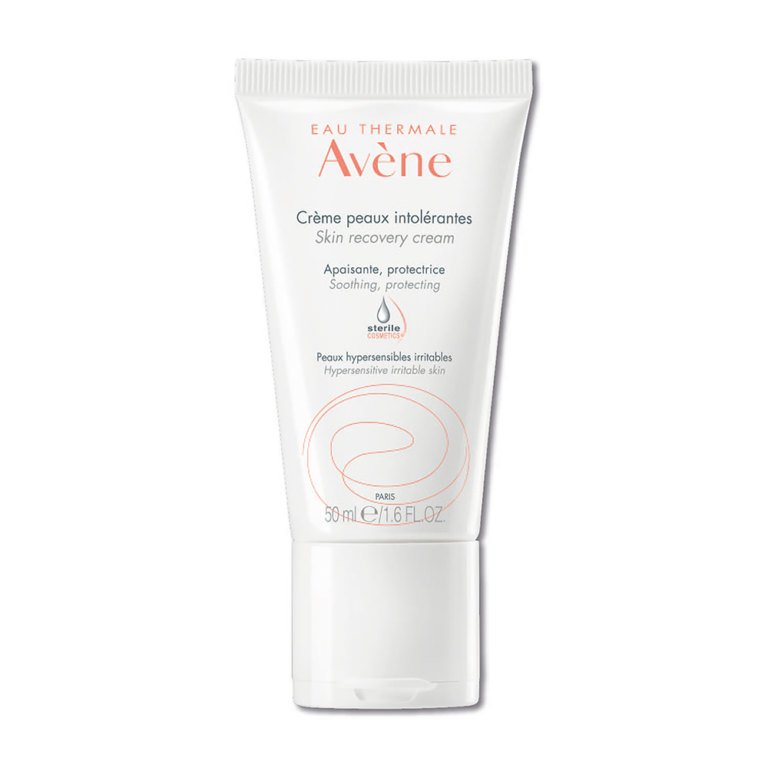 EAU THERMALE
Avène
Crème peaux intolérantes
Skin recovery cream
Apaisante, protectrice
Soothing, protecting
sterile
COSMETICS
Peaux hypersensibles irritables
Hypersensitive irritable skin
PARIS
50 ml ℮/1.6 FL.OZ.